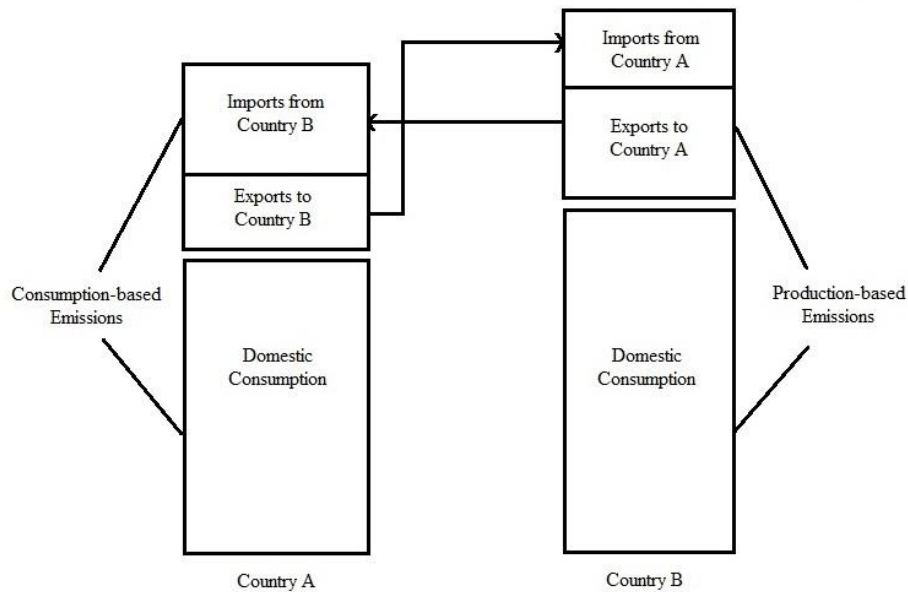 Imports from
Country A
Imports from
Country B
Exports to
Country A
Exports to
Country B
Consumption-based
Emissions
Production-based
Emissions
Domestic
Consumption
Domestic
Consumption
Country A
Country B